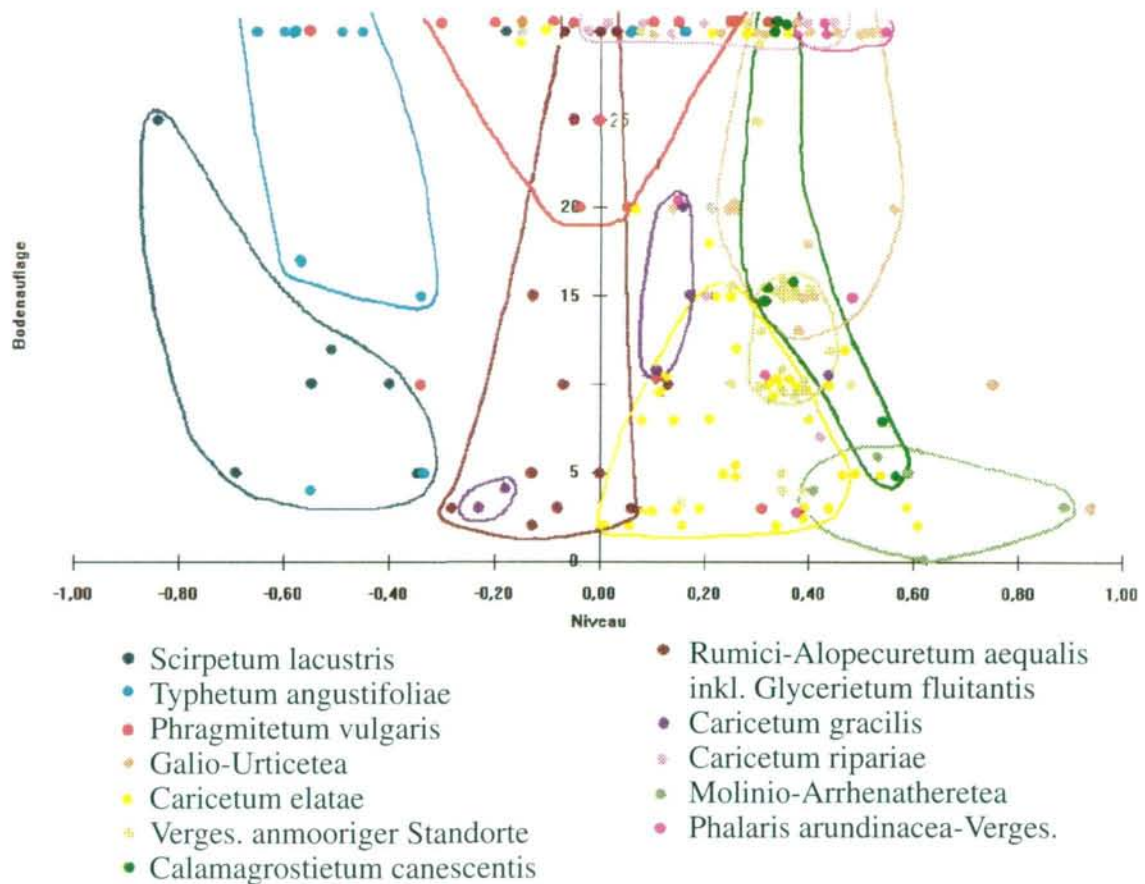 Bodenauflage
25
20
15
10
5
0
-1,00 -0,80 -0,60 -0,40 -0,20 0,00 0,20 0,40 0,60 0,80 1,00
Niveau
Scirpetum lacustris
Typhetum angustifoliae
Phragmitetum vulgaris
Galio-Urticetea
Caricetum elatae
Verges. anmooriger Standorte
Calamagrostietum canescentis
Rumici-Alopecuretum aequalis
inkl. Glycerietum fluitantis
Caricetum gracilis
Caricetum ripariae
Molinio-Arrhenatheretea
Phalaris arundinacea-Verges.